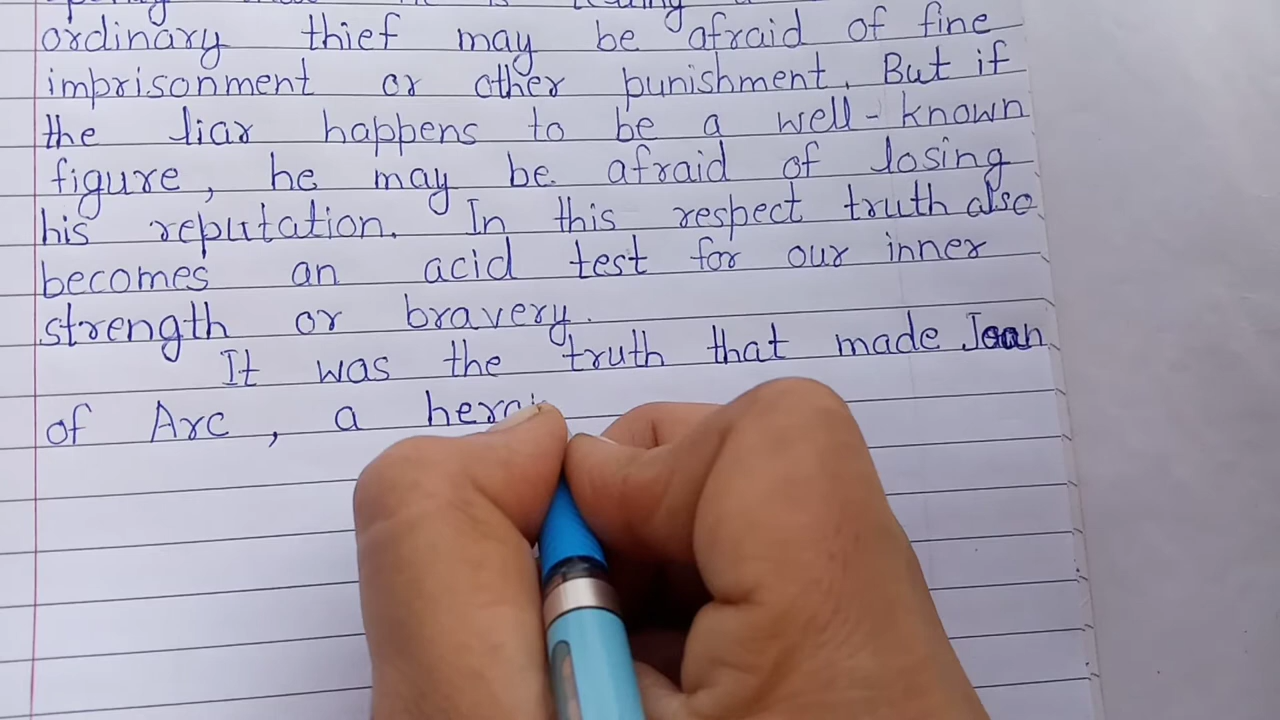 ordinary thief may be afraid of fine
imprisonment or other punishment. But if
the liar happens to be a well-known
figure, he may be afraid of losing
his reputation. In this respect truth also
becomes an acid test for our inner
strength or bravery.
It was the truth that made Joan
of Arc, a